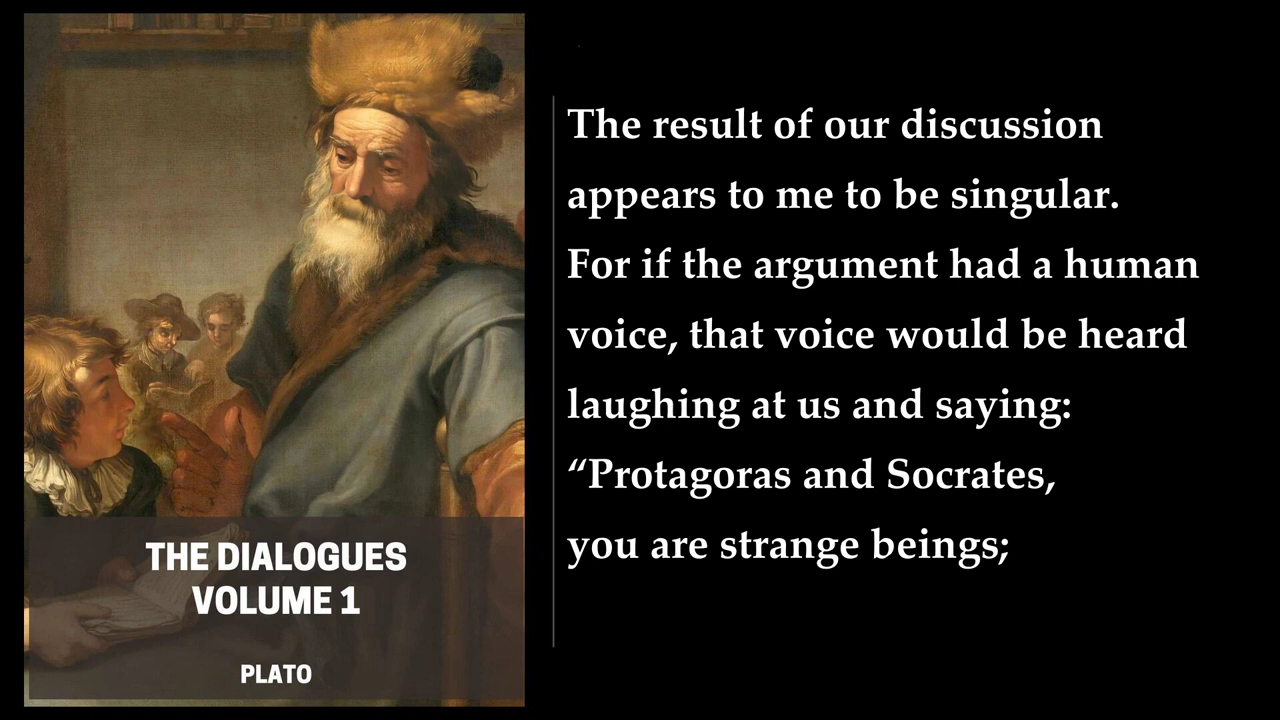 THE DIALOGUES
VOLUME 1
PLATO
The result of our discussion
appears to me to be singular.
For if the argument had a human
voice, that voice would be heard
laughing at us and saying:
“Protagoras and Socrates,
you are strange beings;